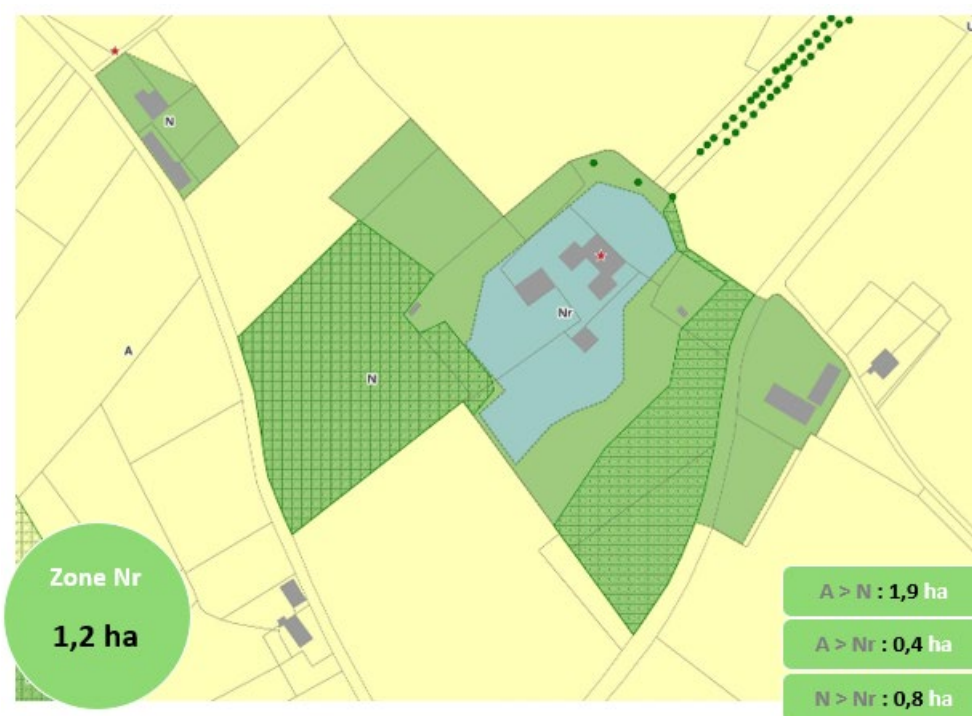 N
Nr
A
N
Zone Nr
1,2 ha
A > N : 1,9 ha
A > Nr : 0,4 ha
N > Nr : 0,8 ha